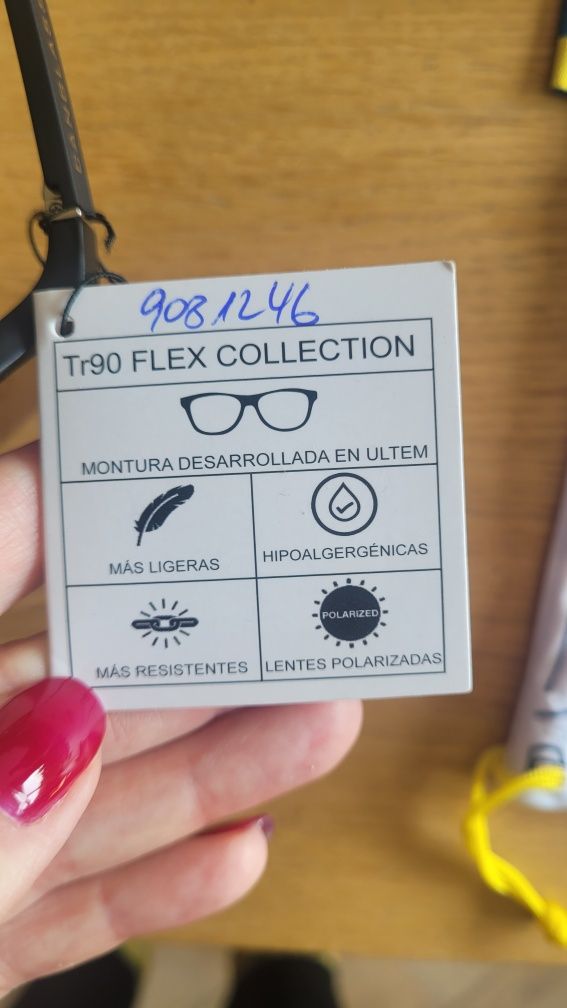 9081246
Tr90 FLEX COLLECTION
MONTURA DESARROLLADA EN ULTEM
MÁS LIGERAS
HIPOALGERGÉNICAS
MÁS RESISTENTES
POLARIZED
LENTES POLARIZADAS